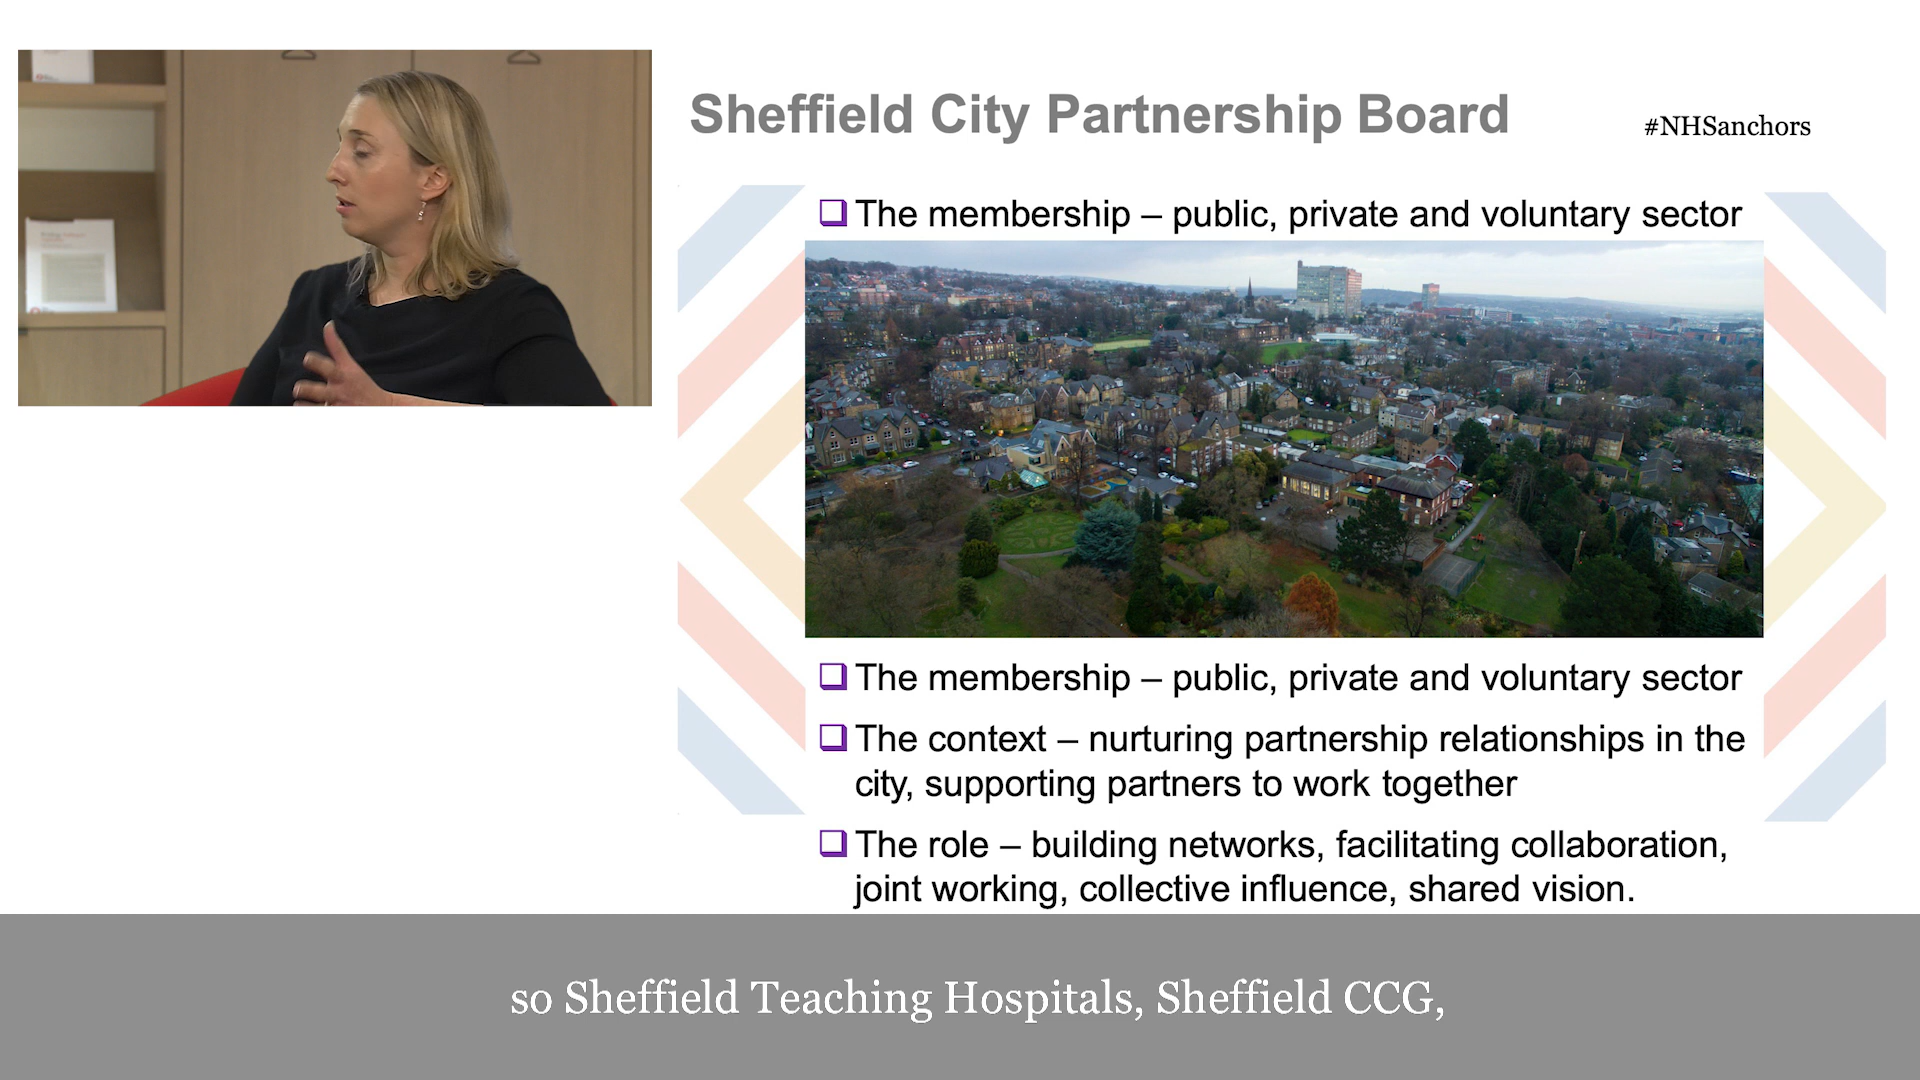 Sheffield City Partnership Board
#NHSanchors
The membership – public, private and voluntary sector
The membership – public, private and voluntary sector
The context – nurturing partnership relationships in the
city, supporting partners to work together
The role – building networks, facilitating collaboration,
joint working, collective influence, shared vision.
so Sheffield Teaching Hospitals, Sheffield CCG,